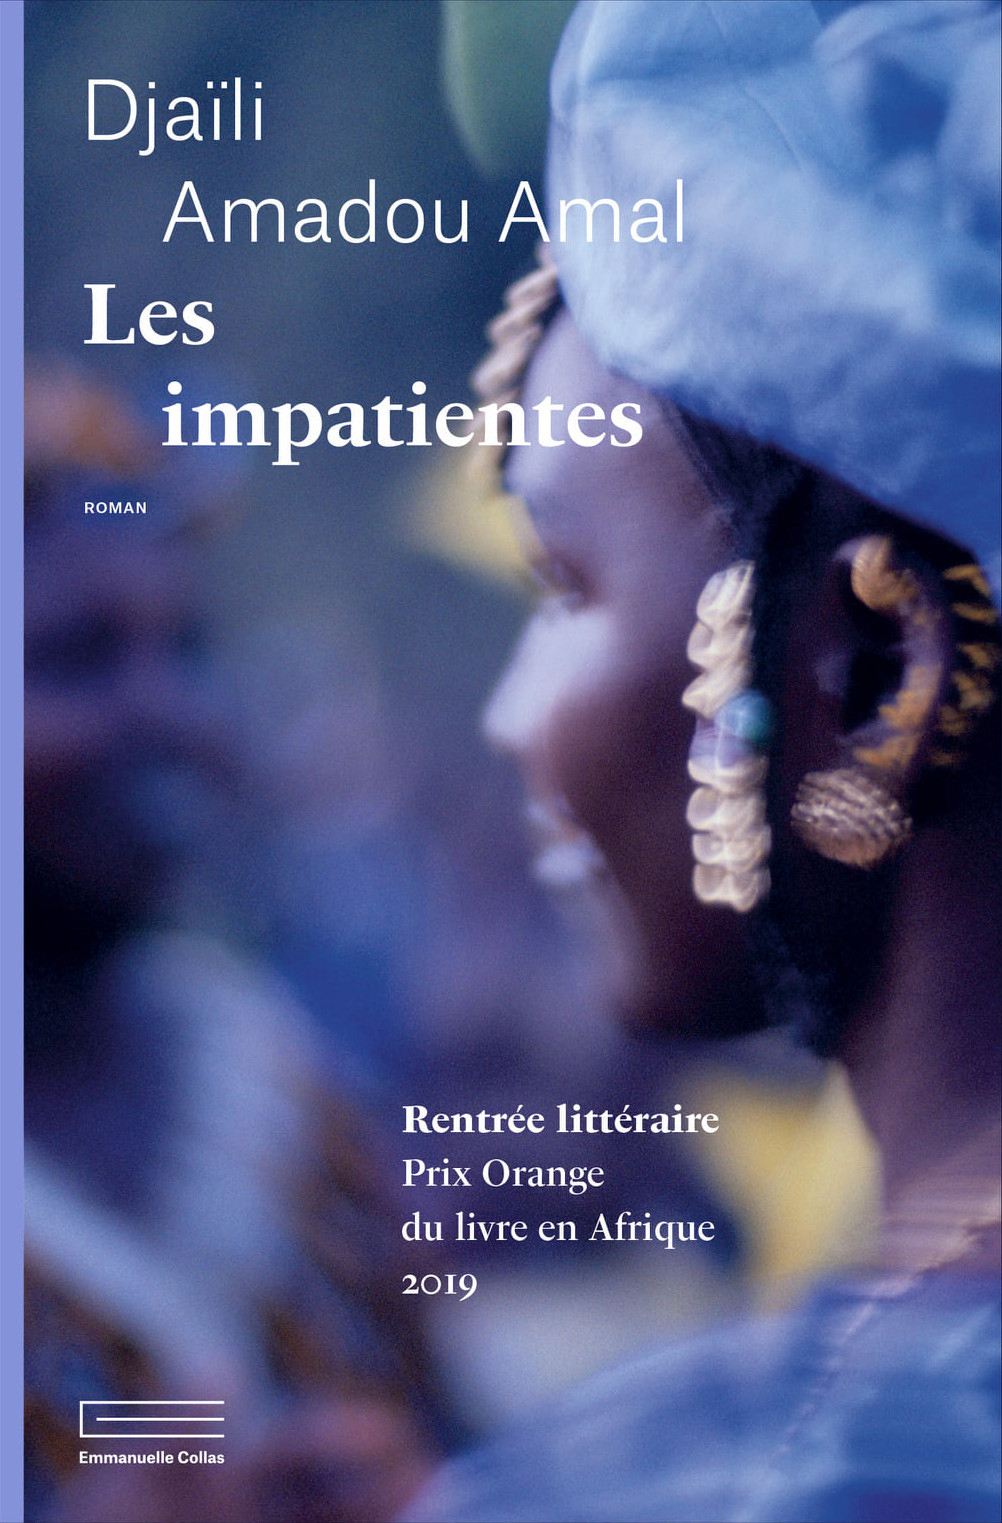 Djaïli
Amadou Amal
Les
impatientes
ROMAN
Rentrée littéraire
Prix Orange
du livre en Afrique
2019
Emmanuelle Collas